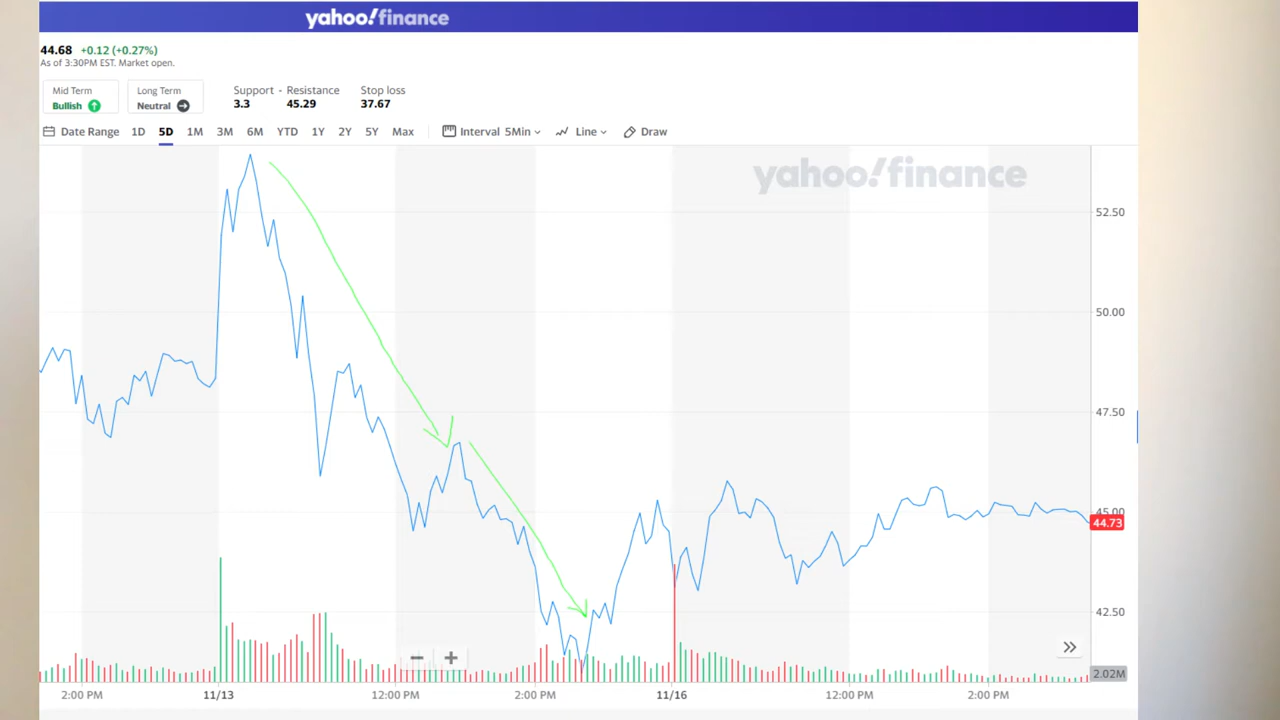 yahoo!finance
44.68 +0.12 (+0.27%)
As of 3:30PM EST. Market open.
Mid Term Long Term Support - Resistance Stop loss
Bullish Neutral 3.3 45.29 37.67
Date Range 1D 5D 1M 3M 6M YTD 1Y 2Y 5Y Max Interval 5Min Line Draw
yahoo!finance
52.50
50.00
47.50
45.00
44.73
42.50
2.02M
2:00 PM 11/13 12:00 PM 2:00 PM 11/16 12:00 PM 2:00 PM